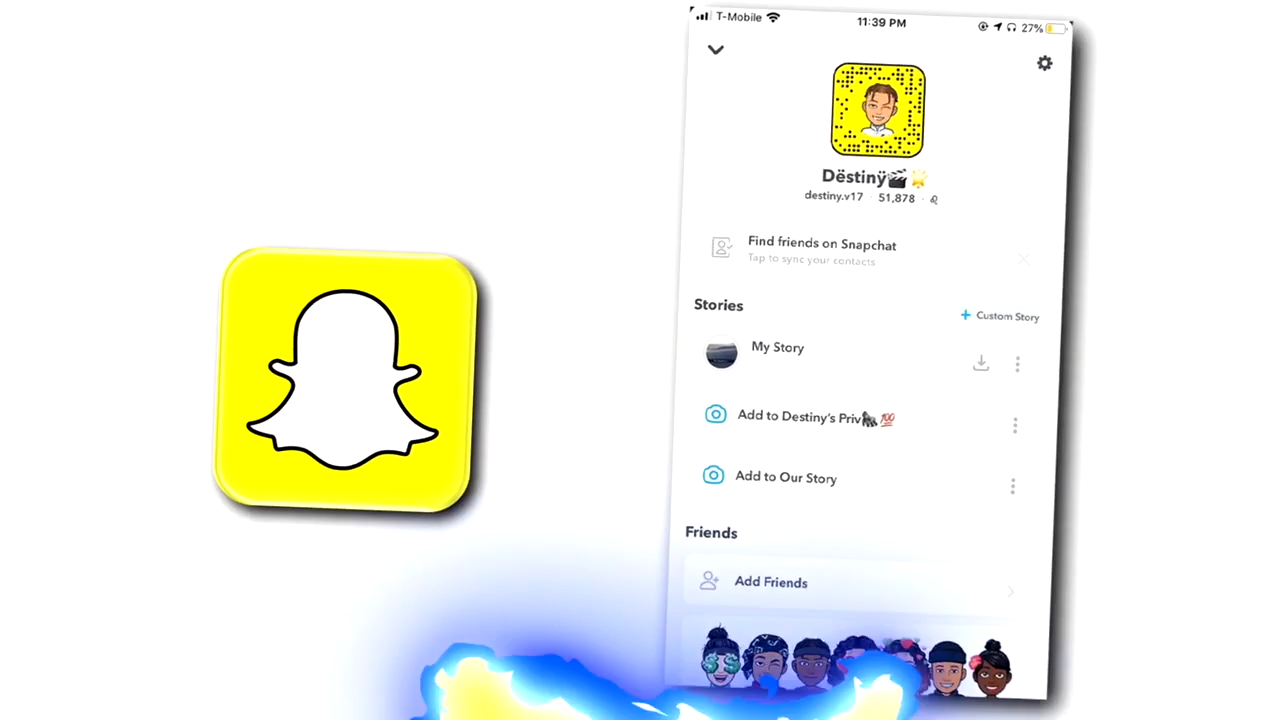 T-Mobile 11:39 PM 27%
Dëstinÿ🎬🌟
destiny.v17 · 51,878 · ♌
Find friends on Snapchat
Tap to sync your contacts
Stories
+ Custom Story
My Story
Add to Destiny's Priv🦍💯
Add to Our Story
Friends
Add Friends